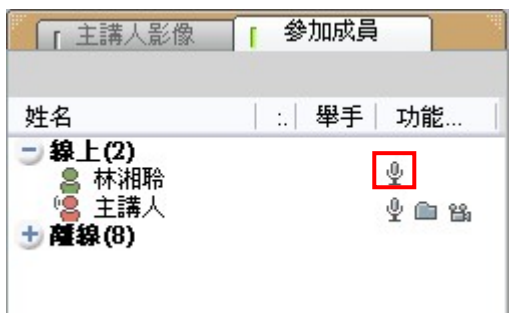 主講人影像 參加成員
姓名 :. 舉手 功能...
線上(2)
林湘聆
主講人
離線(8)